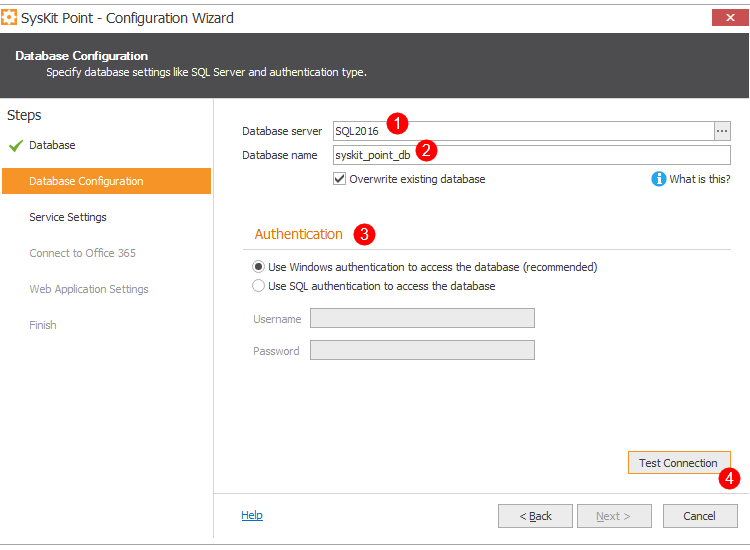 SysKit Point - Configuration Wizard
Database Configuration
Specify database settings like SQL Server and authentication type.
Steps
Database
Database Configuration
Service Settings
Connect to Office 365
Web Application Settings
Finish
Database server SQL2016 1 ...
Database name syskit_point_db 2
Overwrite existing database What is this?
Authentication 3
Use Windows authentication to access the database (recommended)
Use SQL authentication to access the database
Username
Password
Test Connection
4
Help < Back Next > Cancel